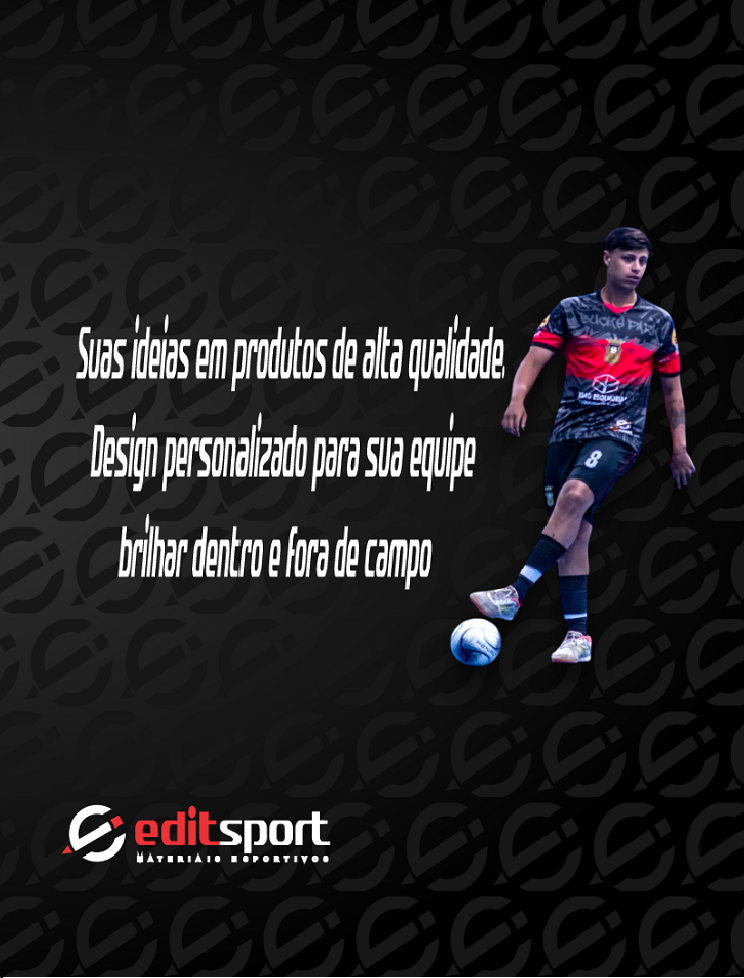 Suas ideias em produtos de alta qualidade.
Design personalizado para sua equipe
brilhar dentro e fora de campo
8
editsport
MATERIAIS ESPORTIVOS